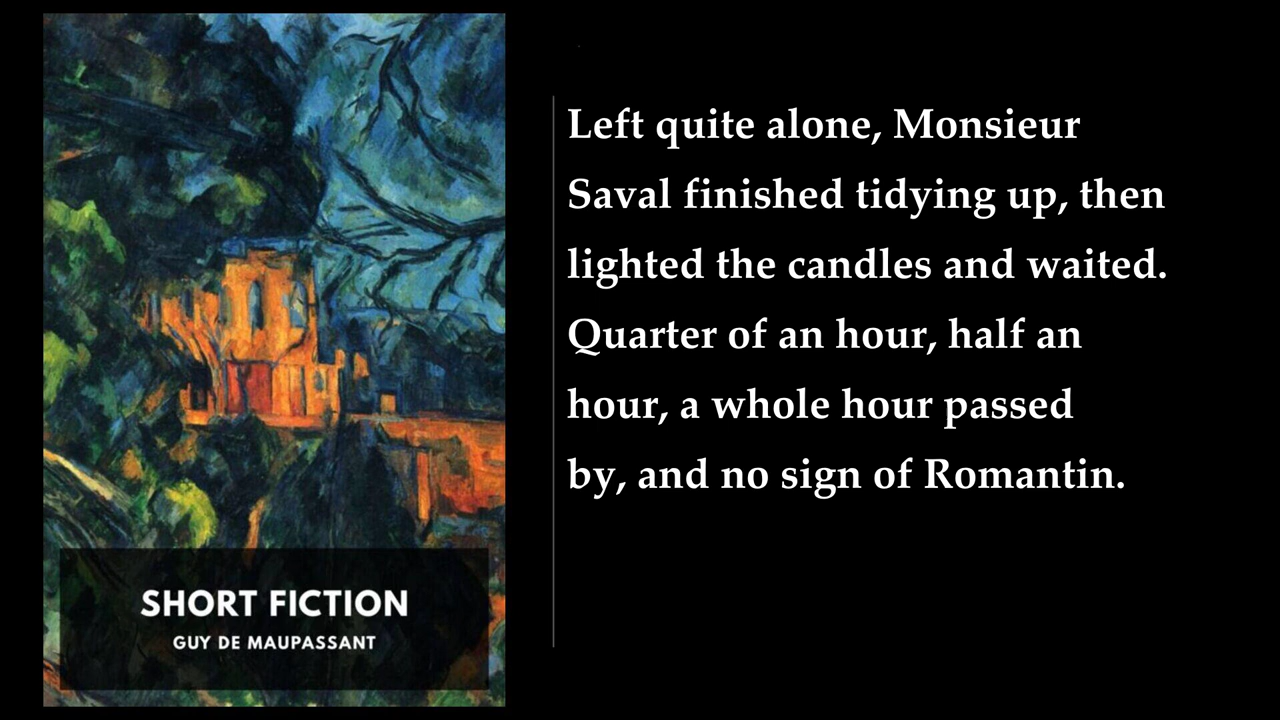 Left quite alone, Monsieur
Saval finished tidying up, then
lighted the candles and waited.
Quarter of an hour, half an
hour, a whole hour passed
by, and no sign of Romantin.
SHORT FICTION
GUY DE MAUPASSANT